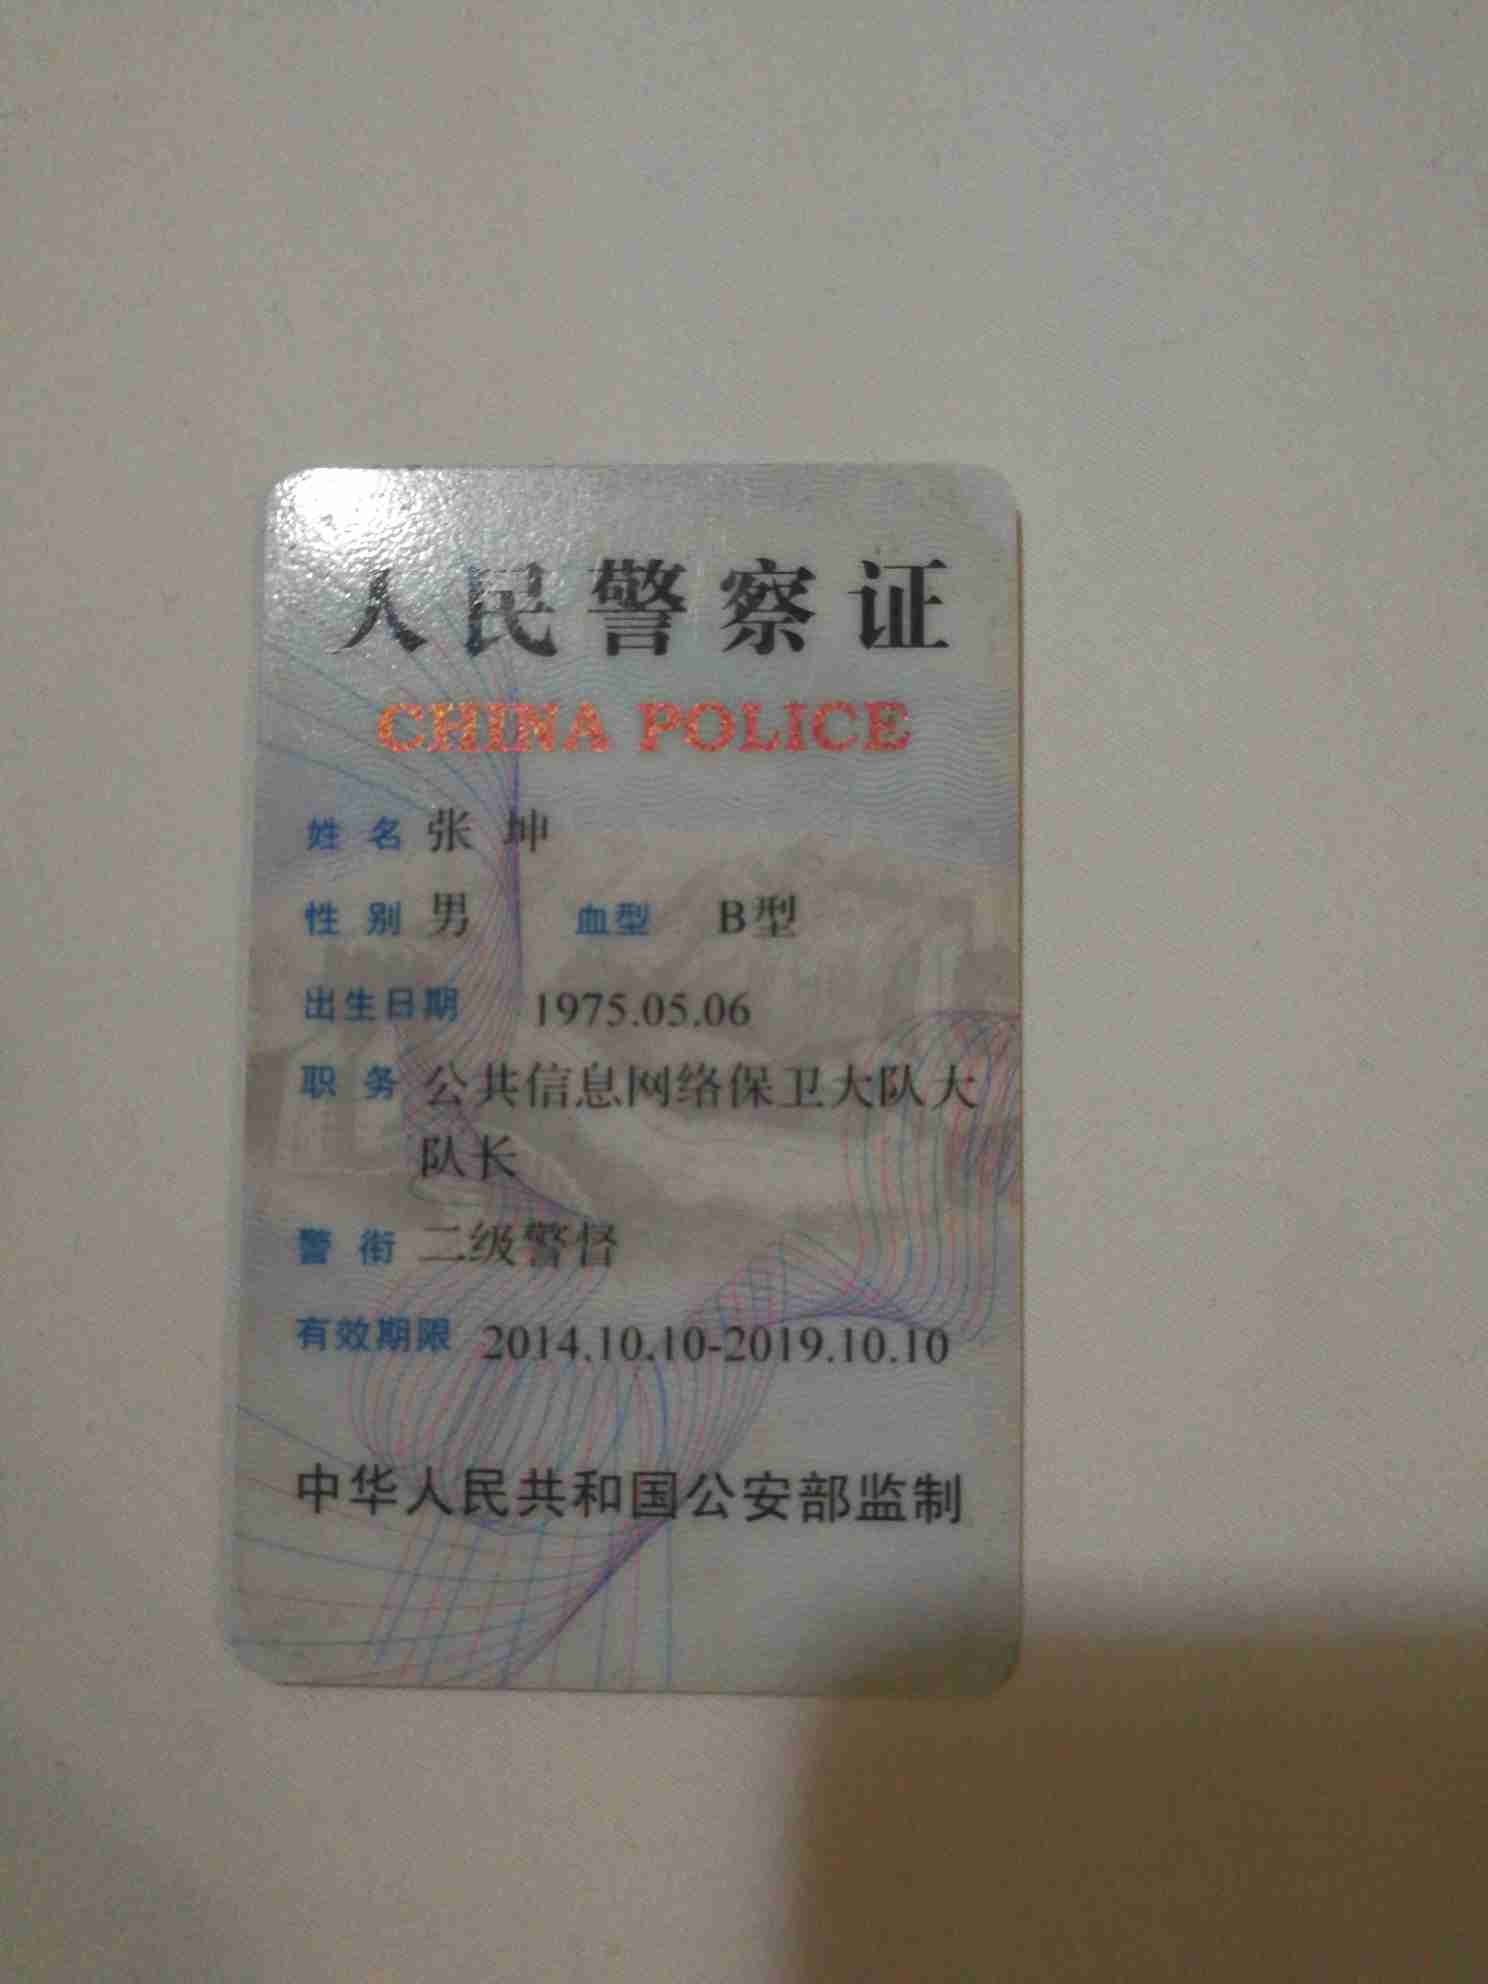 人民警察证
CHINA POLICE
姓 名 张 坤
性 别 男 血型 B型
出生日期 1975.05.06
职 务 公共信息网络保卫大队大
队长
警 衔 二级警督
有效期限 2014.10.10-2019.10.10
中华人民共和国公安部监制